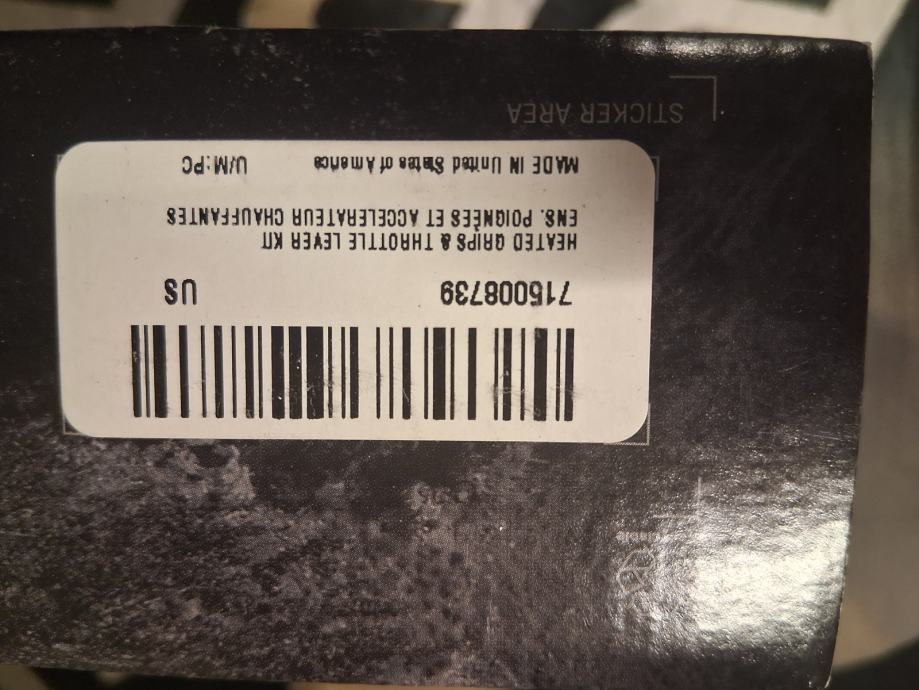 715008739 US
HEATED GRIPS & THROTTLE LEVER KIT
ENS. POIGNÉES ET ACCELERATEUR CHAUFFANTES
MADE IN United States of America U/M:PC
STICKER AREA